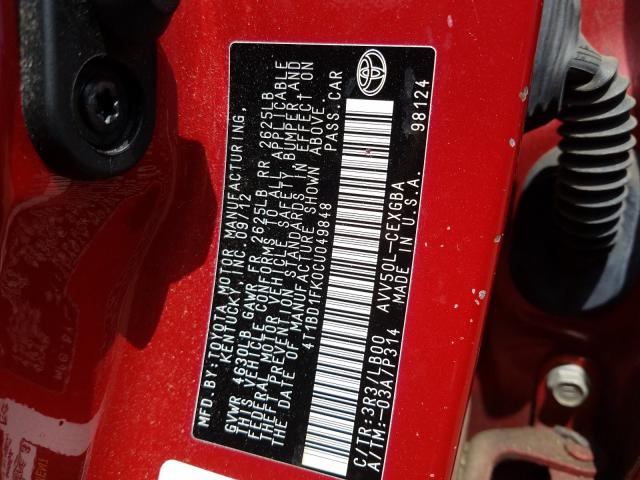 MFD. BY: TOYOTA MOTOR MANUFACTURING,
KENTUCKY, INC. 09/12
GVWR 4630LB GAWR FR 2625LB RR 2625LB
THIS VEHICLE CONFORMS TO ALL APPLICABLE
FEDERAL MOTOR VEHICLE SAFETY, BUMPER AND
THEFT PREVENTION STANDARDS IN EFFECT ON
THE DATE OF MANUFACTURE SHOWN ABOVE.
4T1BD1FK0CU049848 PASS. CAR
C/TR:3R3/LB00 AVV50L-CEXGBA
A/TM:-03A/P314 MADE IN U.S.A. 98124